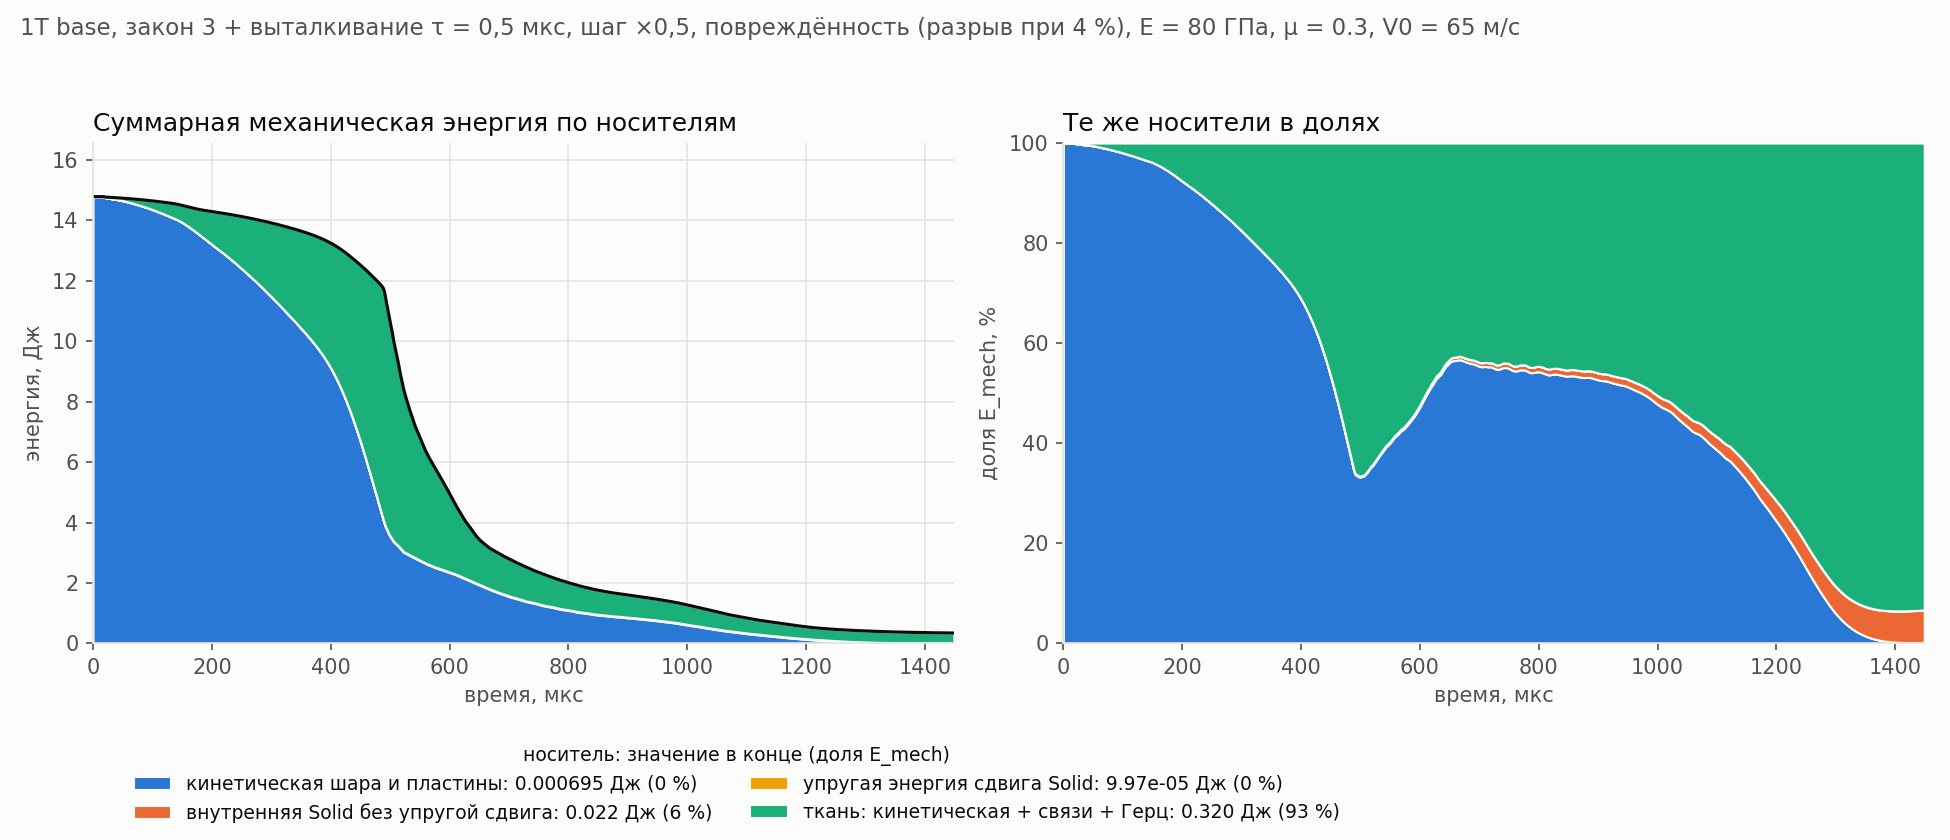 1T base, закон 3 + выталкивание τ = 0,5 мкс, шаг ×0,5, повреждённость (разрыв при 4 %), E = 80 ГПа, μ = 0.3, V0 = 65 м/с
Суммарная механическая энергия по носителям
энергия, Дж
16
14
12
10
8
6
4
2
0
0 200 400 600 800 1000 1200 1400
время, мкс
Те же носители в долях
доля E_mech, %
100
80
60
40
20
0
0 200 400 600 800 1000 1200 1400
время, мкс
носитель: значение в конце (доля E_mech)
кинетическая шара и пластины: 0.000695 Дж (0 %)
внутренняя Solid без упругой сдвига: 0.022 Дж (6 %)
упругая энергия сдвига Solid: 9.97e-05 Дж (0 %)
ткань: кинетическая + связи + Герц: 0.320 Дж (93 %)